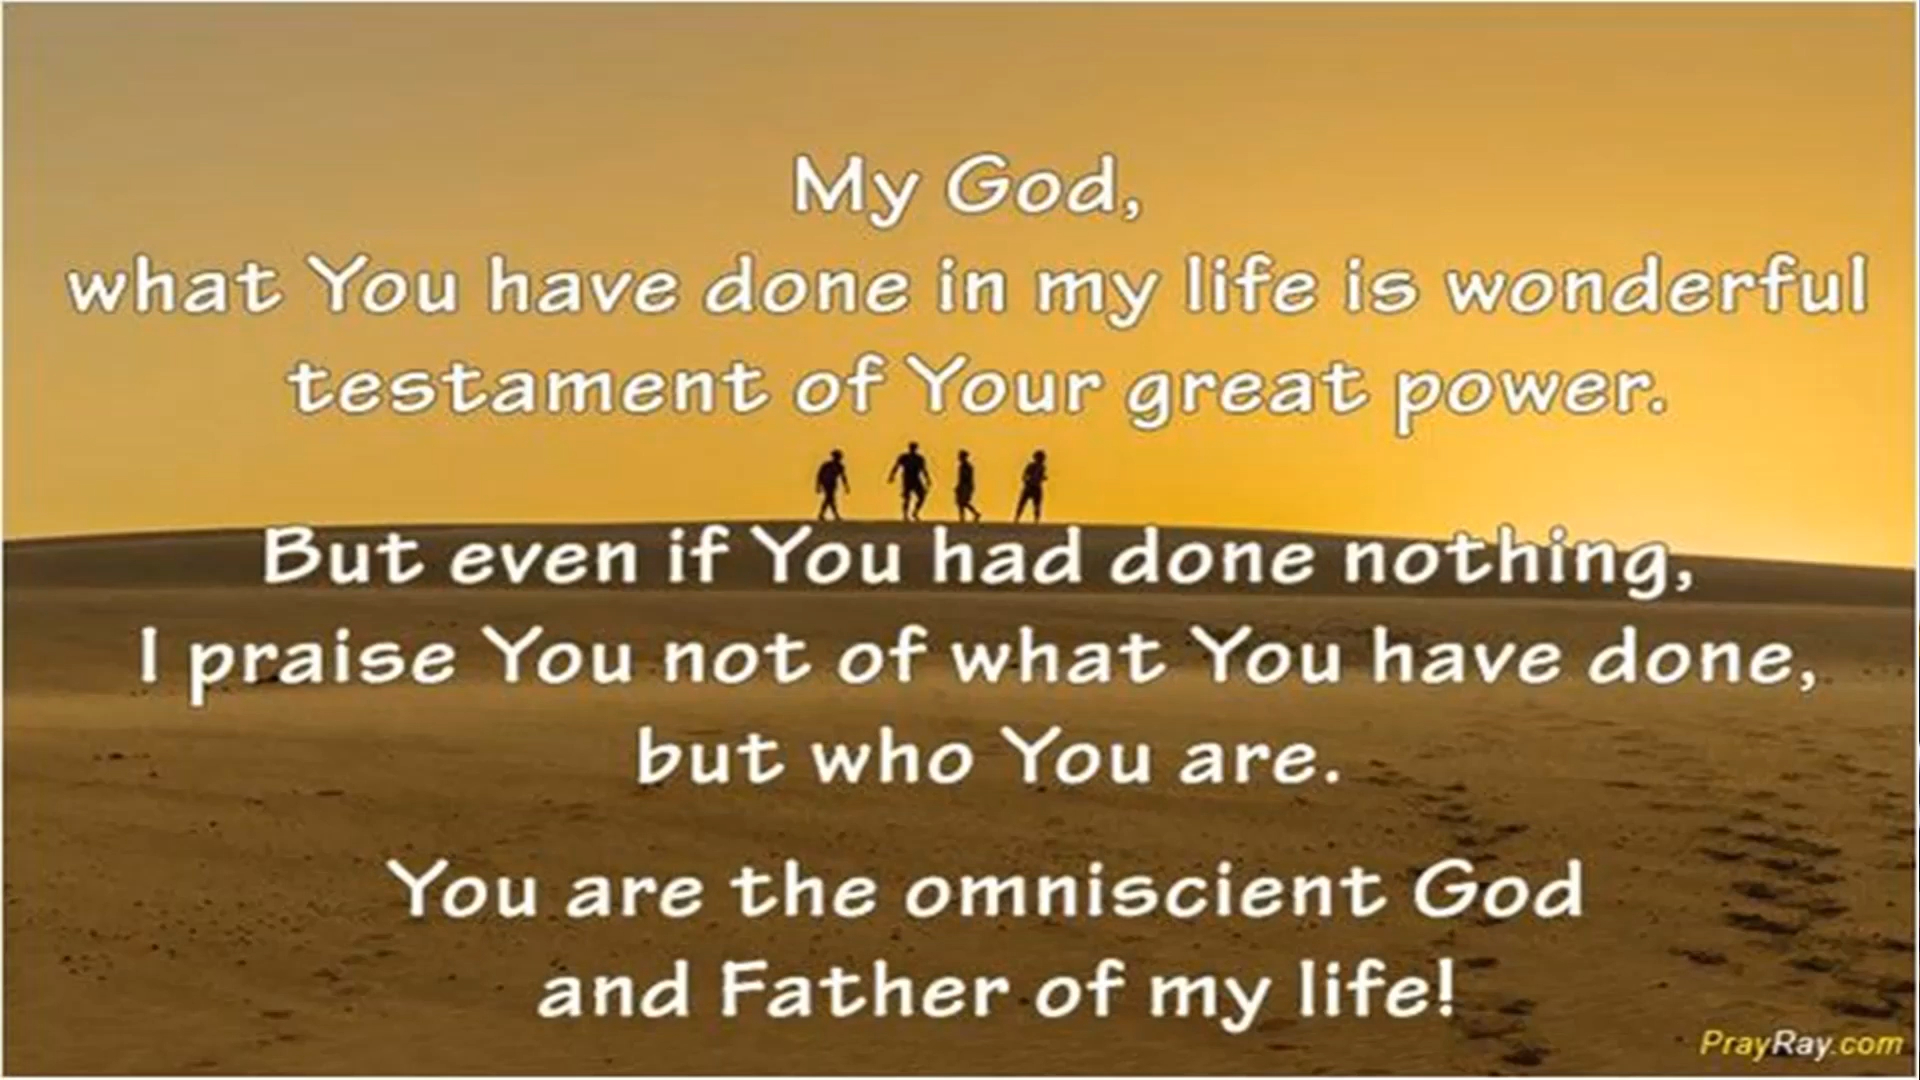 My God,
what You have done in my life is wonderful
testament of Your great power.
But even if You had done nothing,
I praise You not of what You have done,
but who You are.
You are the omniscient God
and Father of my life!
PrayRay.com